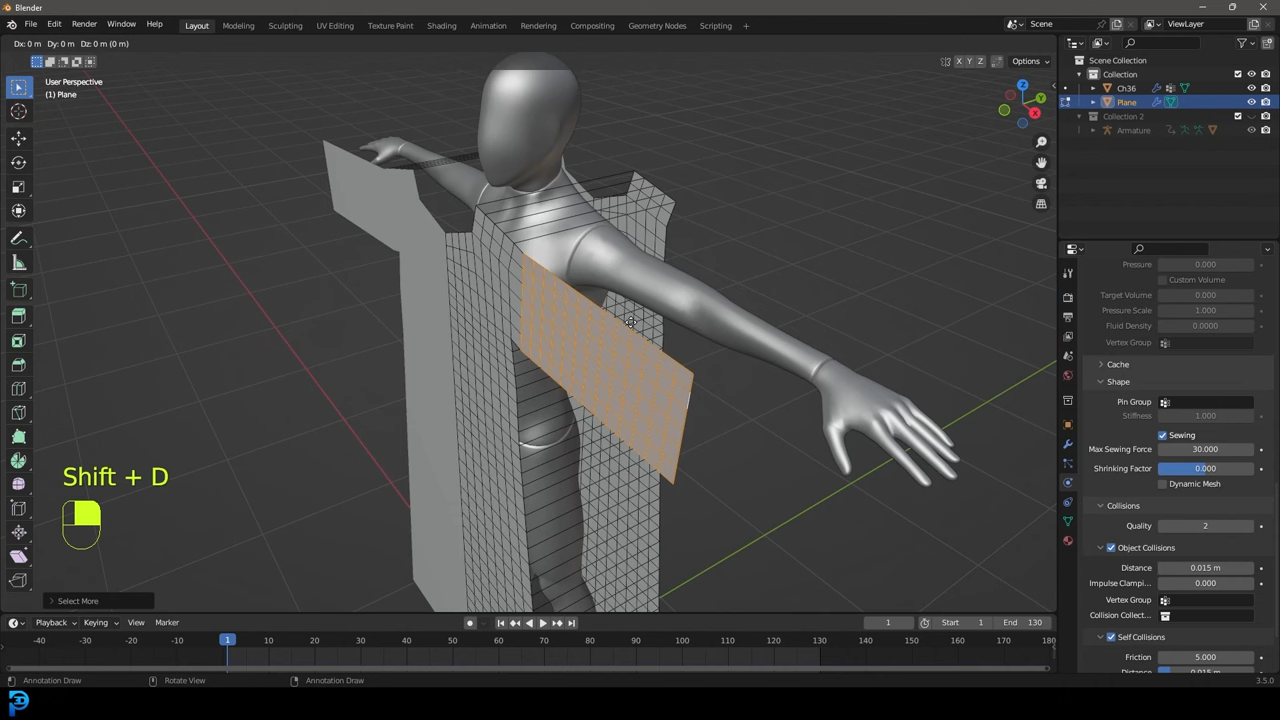 Blender
File Edit Render Window Help Layout Modeling Sculpting UV Editing Texture Paint Shading Animation Rendering Compositing Geometry Nodes Scripting + Scene ViewLayer
Dx: 0 m Dy: 0 m Dz: 0 m (0 m)
X Y Z Options
User Perspective
(1) Plane
Z
Y
X
Scene Collection
Collection
Ch36
Plane
Collection 2
Armature
Pressure 0.000
Custom Volume
Target Volume 0.000
Pressure Scale 1.000
Fluid Density 0.0000
Vertex Group
Cache
Shape
Pin Group
Stiffness 1.000
Sewing
Max Sewing Force 30.000
Shrinking Factor 0.000
Dynamic Mesh
Collisions
Quality 2
Object Collisions
Distance 0.015 m
Impulse Clampi... 0.000
Vertex Group
Collision Collect...
Self Collisions
Friction 5.000
Distance 0.015 m
Shift + D
Select More
Playback Keying View Marker 1 Start 1 End 130
-40 -30 -20 -10 1 10 20 30 40 50 60 70 80 90 100 110 120 130 140 150 160 170 180
Annotation Draw Rotate View Annotation Draw 3.5.0